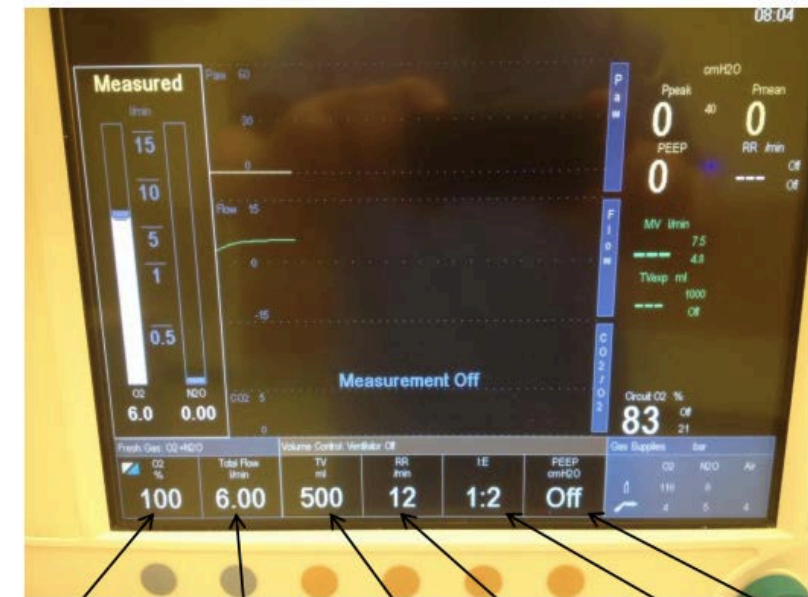 08:04
Measured
l/min
15
10
5
1
0.5
O2 N2O
6.0 0.00
Paw 60
30
0
Flow 15
0
-15
CO2 5
0
Measurement Off
Paw
Flow
CO2/O2
cmH2O
Ppeak Pmean
0 40 0
PEEP RR /min
0 --- Off
Off
MV l/min
--- 7.5
4.8
TVexp ml
--- 1000
Off
Circuit O2 %
83 Off
21
Fresh Gas: O2+N2O Volume Control: Ventilator Off Gas Supplies bar
O2 % Total Flow l/min TV ml RR /min I:E PEEP cmH2O O2 N2O Air
100 6.00 500 12 1:2 Off
4 5 4